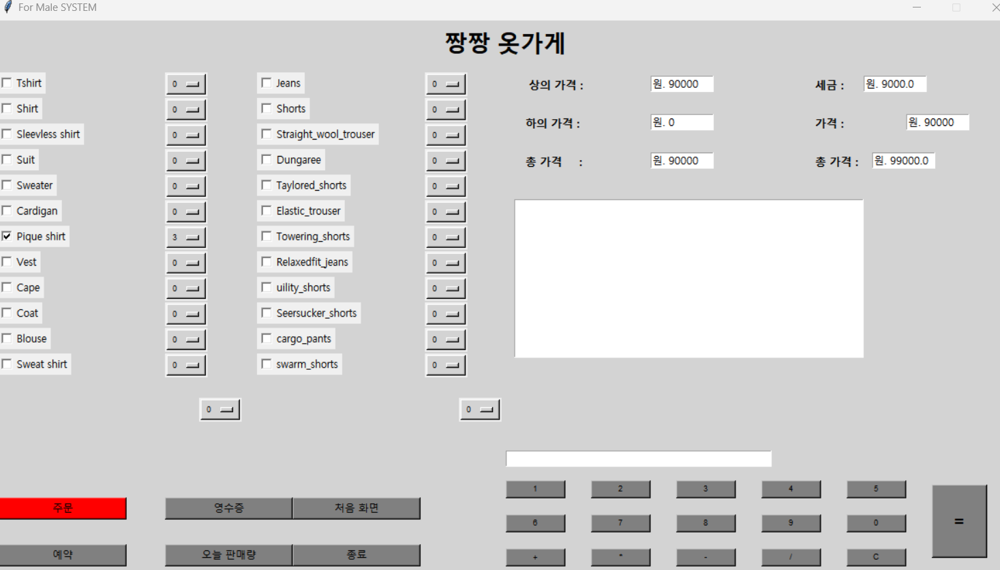 For Male SYSTEM
짱짱 옷가게
Tshirt 0 Jeans 0 상의 가격 : 원. 90000 세금 : 원. 9000.0
Shirt 0 Shorts 0
Sleevless shirt 0 Straight_wool_trouser 0 하의 가격 : 원. 0 가격 : 원. 90000
Suit 0 Dungaree 0 총 가격 : 원. 90000 총 가격 : 원. 99000.0
Sweater 0 Taylored_shorts 0
Cardigan 0 Elastic_trouser 0
Pique shirt 3 Towering_shorts 0
Vest 0 Relaxedfit_jeans 0
Cape 0 uility_shorts 0
Coat 0 Seersucker_shorts 0
Blouse 0 cargo_pants 0
Sweat shirt 0 swarm_shorts 0
0 0
1 2 3 4 5
주문 영수증 처음 화면
6 7 8 9 0 =
예약 오늘 판매량 종료
+ * - / C